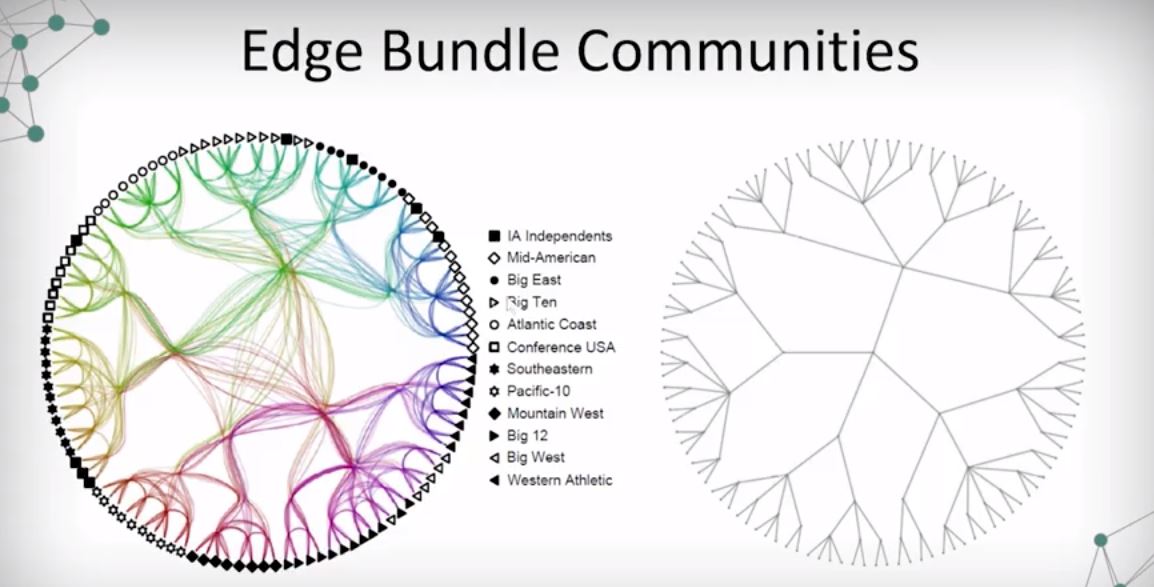 Edge Bundle Communities
IA Independents
Mid-American
Big East
Big Ten
Atlantic Coast
Conference USA
Southeastern
Pacific-10
Mountain West
Big 12
Big West
Western Athletic